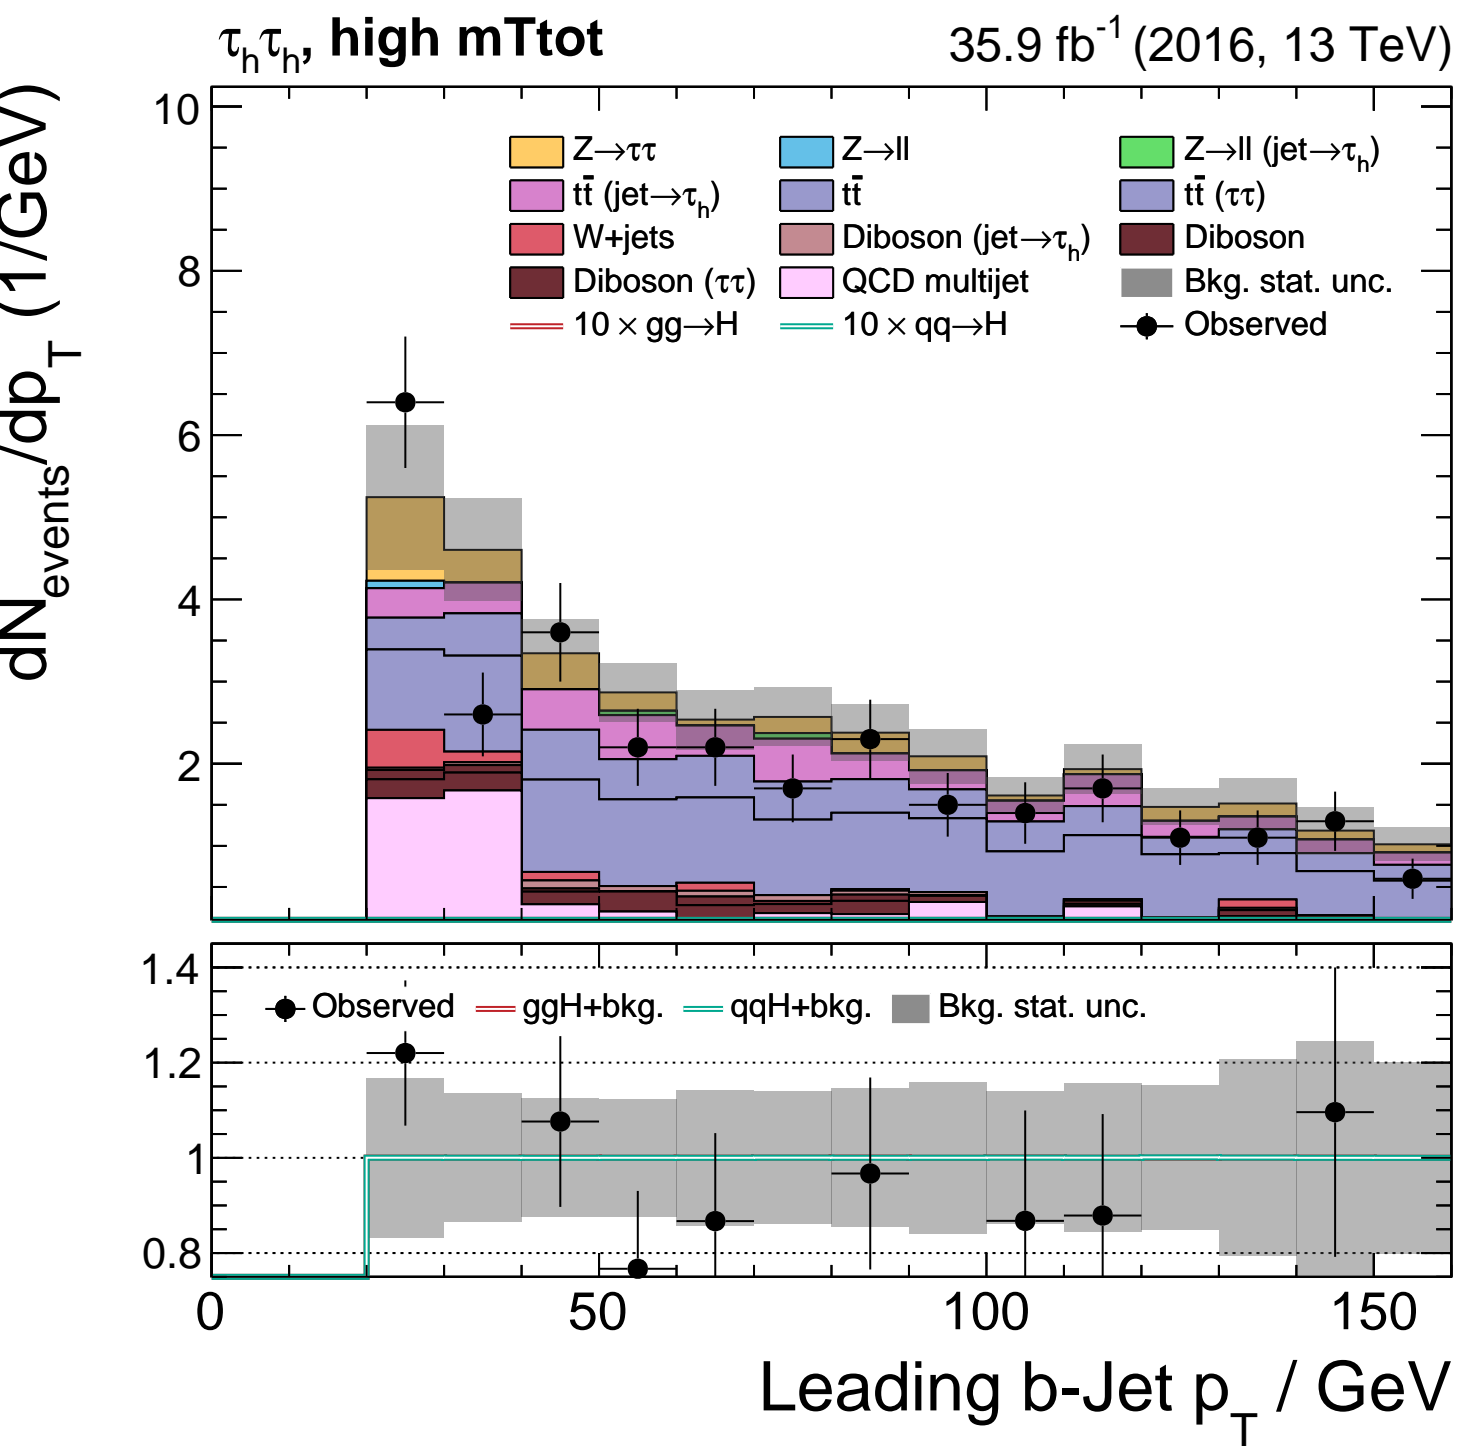 τhτh, high mTtot 35.9 fb-1 (2016, 13 TeV)
dNevents/dpT (1/GeV)
10
8
6
4
2
Z→ττ Z→ll Z→ll (jet→τh)
tt̄ (jet→τh) tt̄ tt̄ (ττ)
W+jets Diboson (jet→τh) Diboson
Diboson (ττ) QCD multijet Bkg. stat. unc.
10 × gg→H 10 × qq→H Observed
1.4
1.2
1
0.8
Observed ggH+bkg. qqH+bkg. Bkg. stat. unc.
0 50 100 150
Leading b-Jet pT / GeV